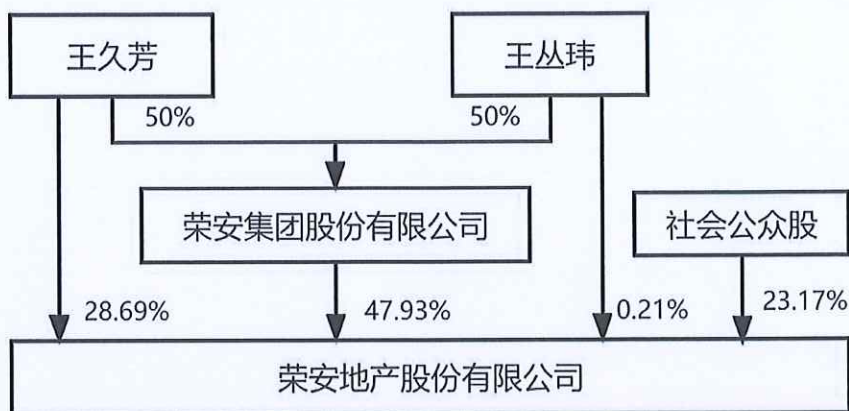 王久芳
王丛玮
50%
50%
荣安集团股份有限公司
社会公众股
28.69%
47.93%
0.21%
23.17%
荣安地产股份有限公司